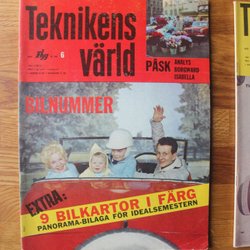 Teknikens
värld
6
PÅSK
ANALYS
BORGWARD
ISABELLA
BILNUMMER
EXTRA:
9 BILKARTOR I FÄRG
PANORAMA-BILAGA FÖR IDEALSEMESTERN